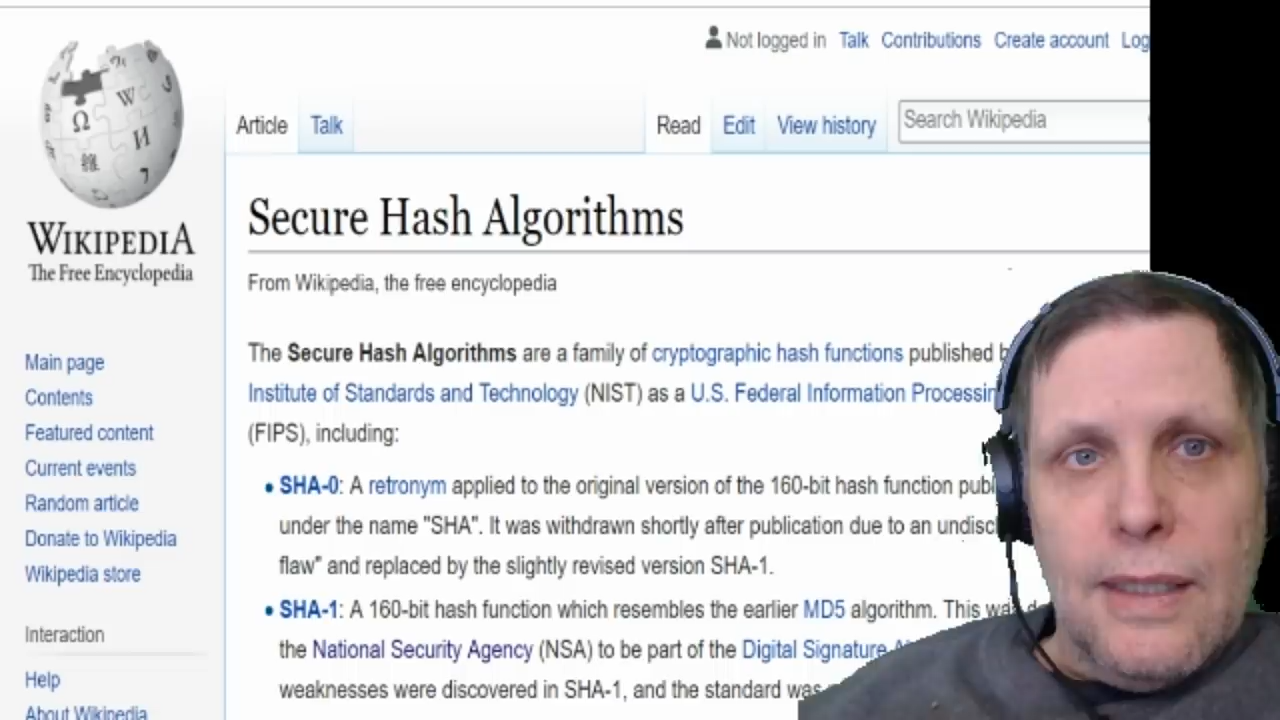 Not logged in Talk Contributions Create account Log
Article Talk Read Edit View history Search Wikipedia
WIKIPEDIA
The Free Encyclopedia
Secure Hash Algorithms
From Wikipedia, the free encyclopedia
The Secure Hash Algorithms are a family of cryptographic hash functions published
Institute of Standards and Technology (NIST) as a U.S. Federal Information
(FIPS), including:
• SHA-0: A retronym applied to the original version of the 160-bit hash function
under the name "SHA". It was withdrawn shortly after publication due to an
flaw" and replaced by the slightly revised version SHA-1.
• SHA-1: A 160-bit hash function which resembles the earlier MD5 algorithm. This was
the National Security Agency (NSA) to be part of the Digital Signature
weaknesses were discovered in SHA-1, and the standard was
Main page
Contents
Featured content
Current events
Random article
Donate to Wikipedia
Wikipedia store
Interaction
Help
About Wikipedia